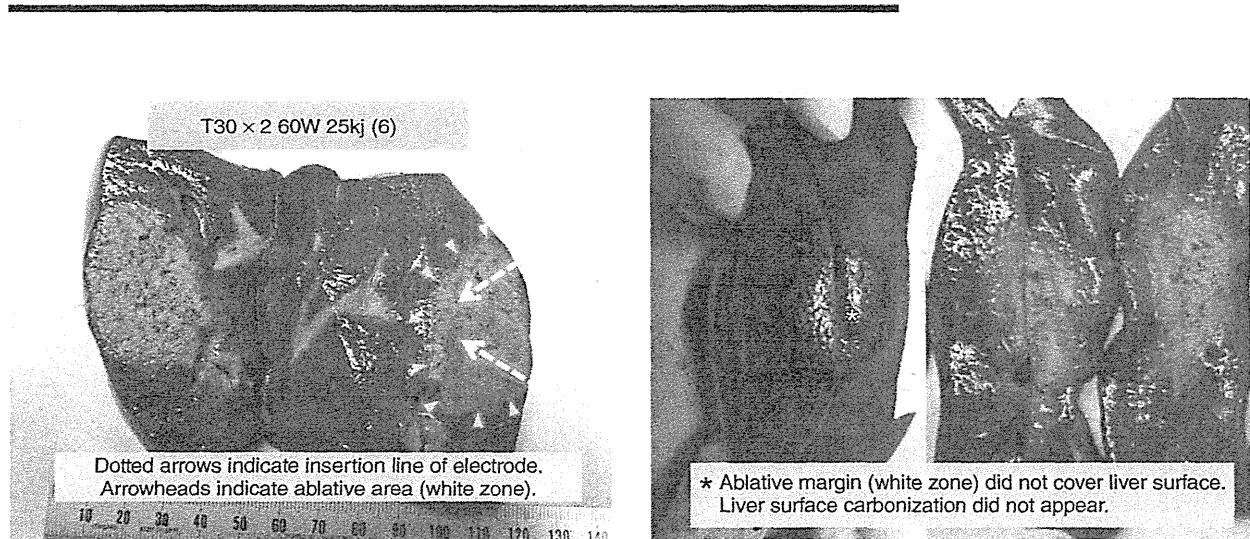 T30 × 2 60W 25kj (6)
Dotted arrows indicate insertion line of electrode.
Arrowheads indicate ablative area (white zone).
10 20 30 40 50 60 70 80 90 100 110 120 130 140
* Ablative margin (white zone) did not cover liver surface.
Liver surface carbonization did not appear.
*